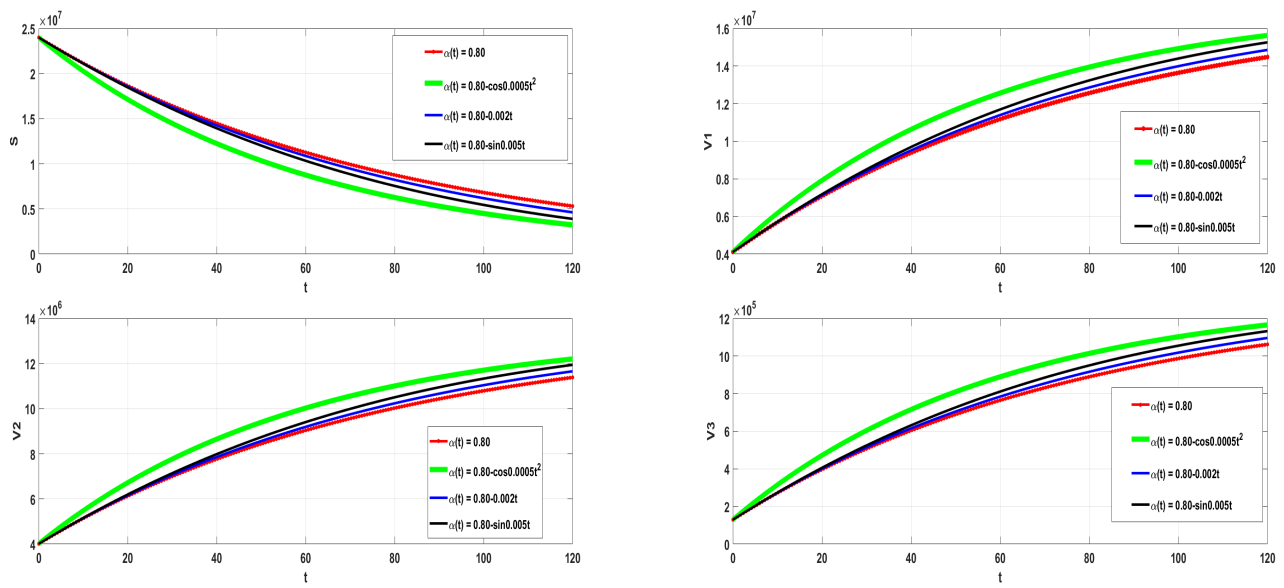 ×10^7
2.5
2
1.5
1
0.5
0
S
0 20 40 60 80 100 120
t
α(t) = 0.80
α(t) = 0.80-cos0.0005t^2
α(t) = 0.80-0.002t
α(t) = 0.80-sin0.005t
×10^7
1.6
1.4
1.2
1
0.8
0.6
0.4
V1
0 20 40 60 80 100 120
t
α(t) = 0.80
α(t) = 0.80-cos0.0005t^2
α(t) = 0.80-0.002t
α(t) = 0.80-sin0.005t
×10^6
14
12
10
8
6
4
V2
0 20 40 60 80 100 120
t
α(t) = 0.80
α(t) = 0.80-cos0.0005t^2
α(t) = 0.80-0.002t
α(t) = 0.80-sin0.005t
×10^5
12
10
8
6
4
2
0
V3
0 20 40 60 80 100 120
t
α(t) = 0.80
α(t) = 0.80-cos0.0005t^2
α(t) = 0.80-0.002t
α(t) = 0.80-sin0.005t